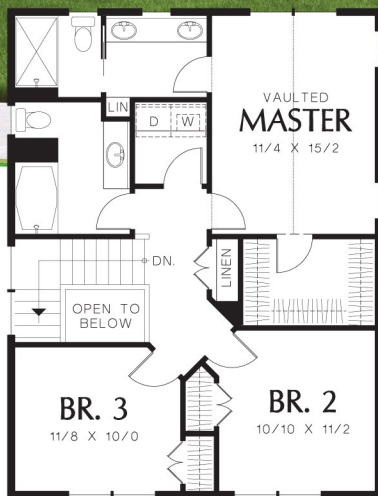 LIN
D
W
VAULTED
MASTER
11/4 X 15/2
DN.
LINEN
OPEN TO
BELOW
BR. 3
11/8 X 10/0
BR. 2
10/10 X 11/2